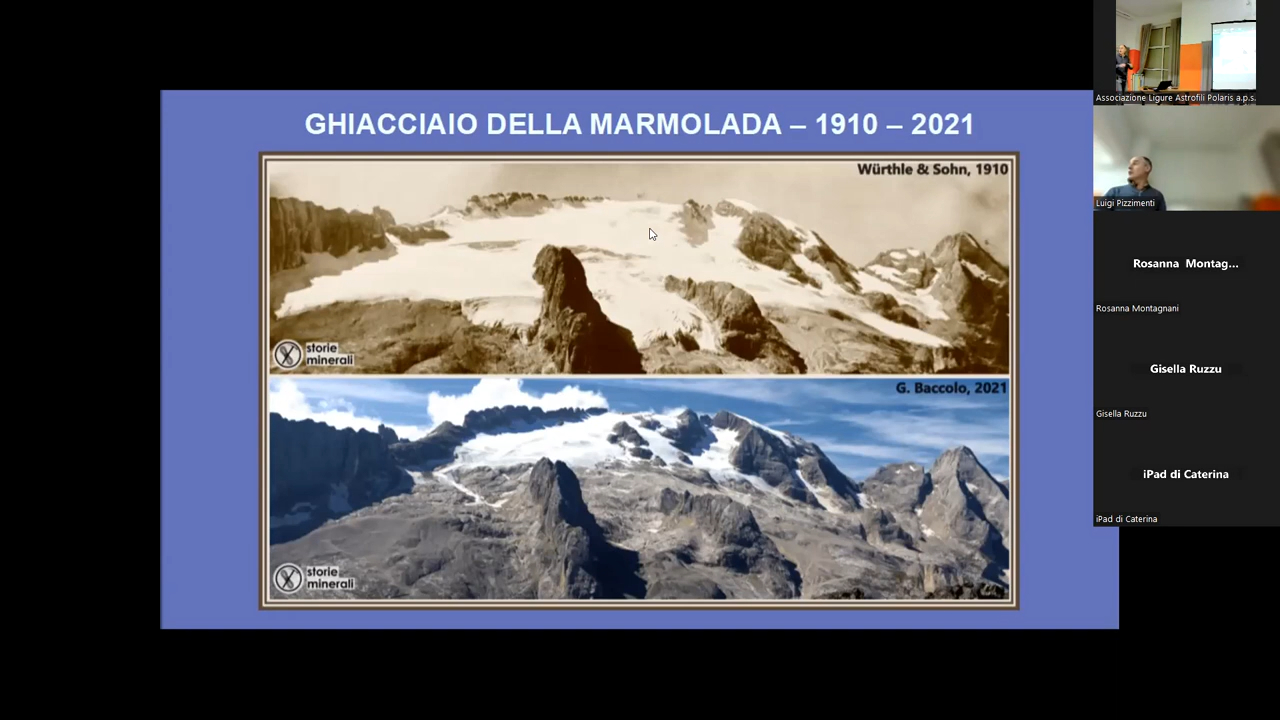 GHIACCIAIO DELLA MARMOLADA – 1910 – 2021
Würthle & Sohn, 1910
storie
minerali
G. Baccolo, 2021
storie
minerali
Associazione Ligure Astrofili Polaris a.p.s.
Luigi Pizzimenti
Rosanna Montag...
Rosanna Montagnani
Gisella Ruzzu
Gisella Ruzzu
iPad di Caterina
iPad di Caterina